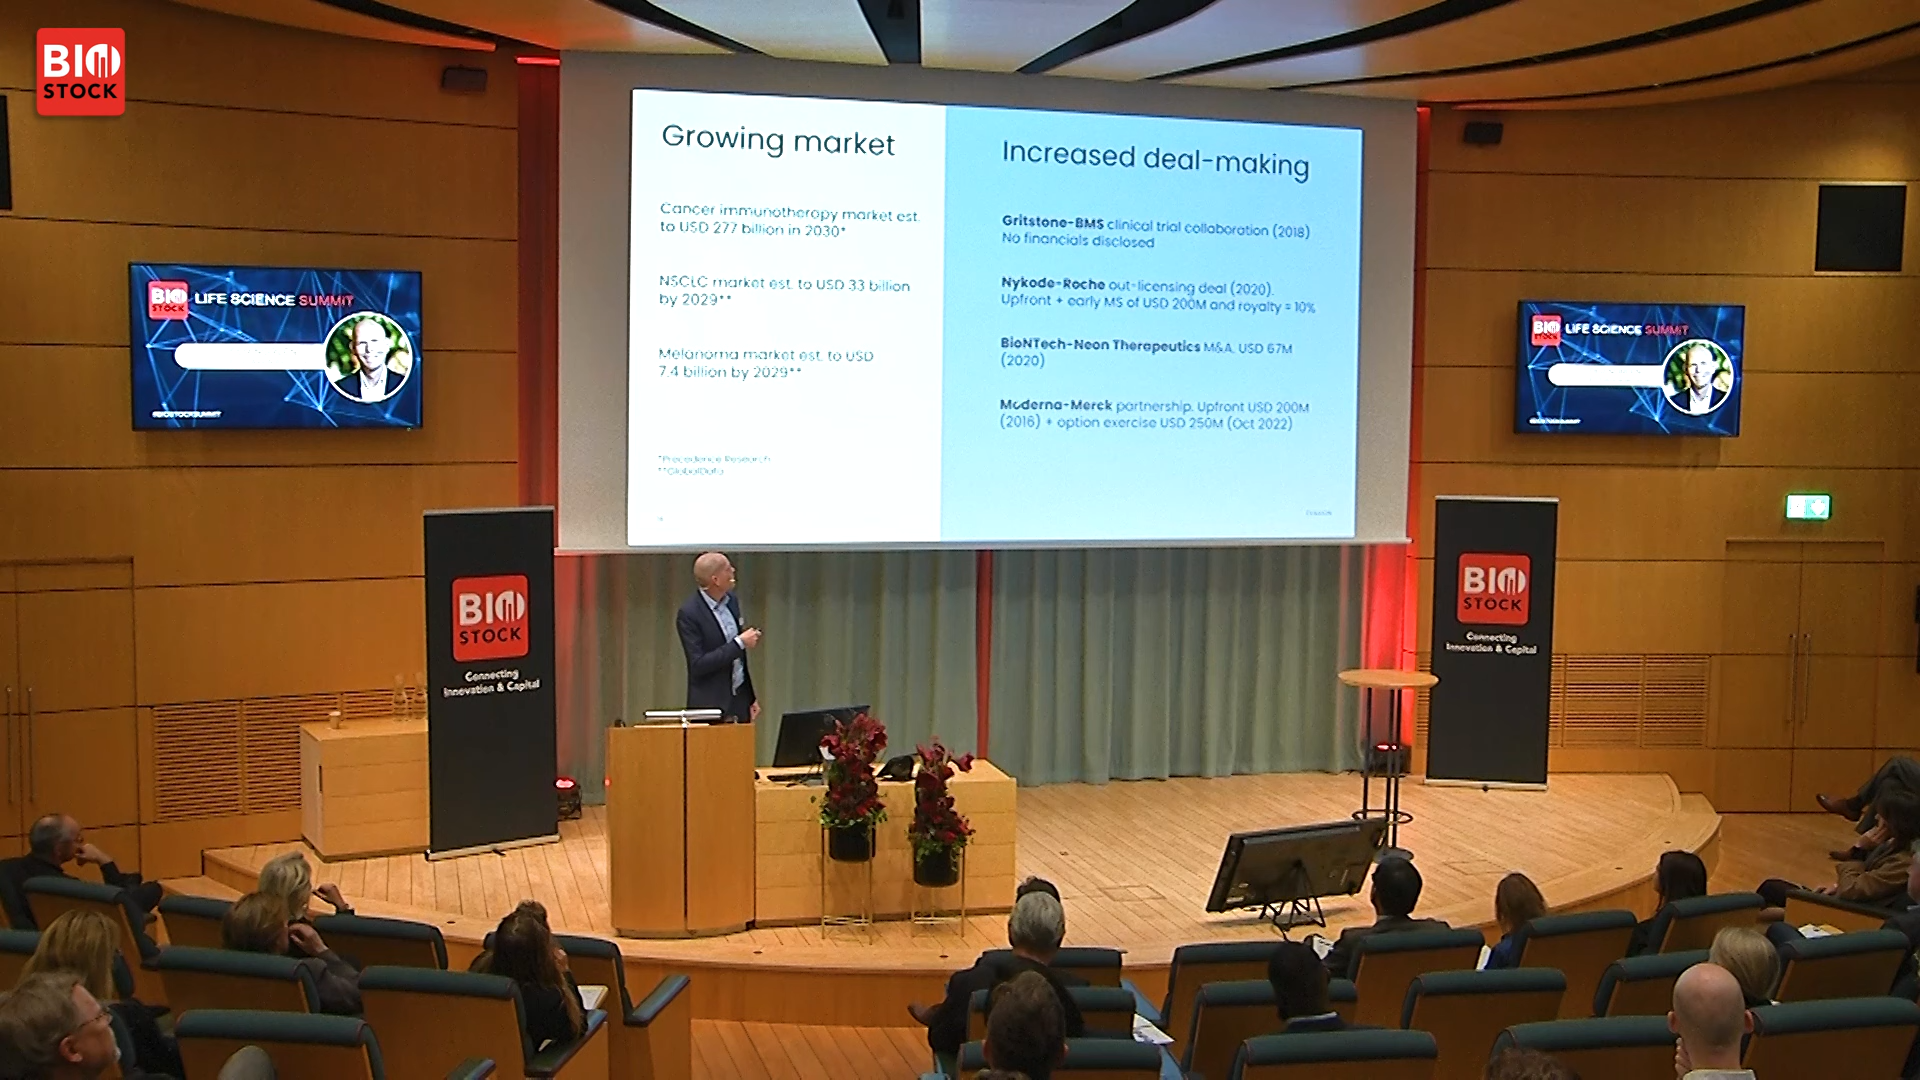 BIO
STOCK
Growing market
Cancer immunotherapy market est.
to USD 277 billion in 2030*
NSCLC market est. to USD 33 billion
by 2029**
Melanoma market est. to USD
7.4 billion by 2029**
*Precedence Research
**GlobalData
Increased deal-making
Gritstone-BMS clinical trial collaboration (2018)
No financials disclosed
Nykode-Roche out-licensing deal (2020).
Upfront + early MS of USD 200M and royalty ≈ 10%
BioNTech-Neon Therapeutics M&A, USD 67M
(2020)
Moderna-Merck partnership. Upfront USD 200M
(2016) + option exercise USD 250M (Oct 2022)
BIO
STOCK
LIFE SCIENCE SUMMIT
#BIOSTOCKSUMMIT
BIO
STOCK
LIFE SCIENCE SUMMIT
#BIOSTOCKSUMMIT
BIO
STOCK
Connecting
Innovation & Capital
BIO
STOCK
Connecting
Innovation & Capital